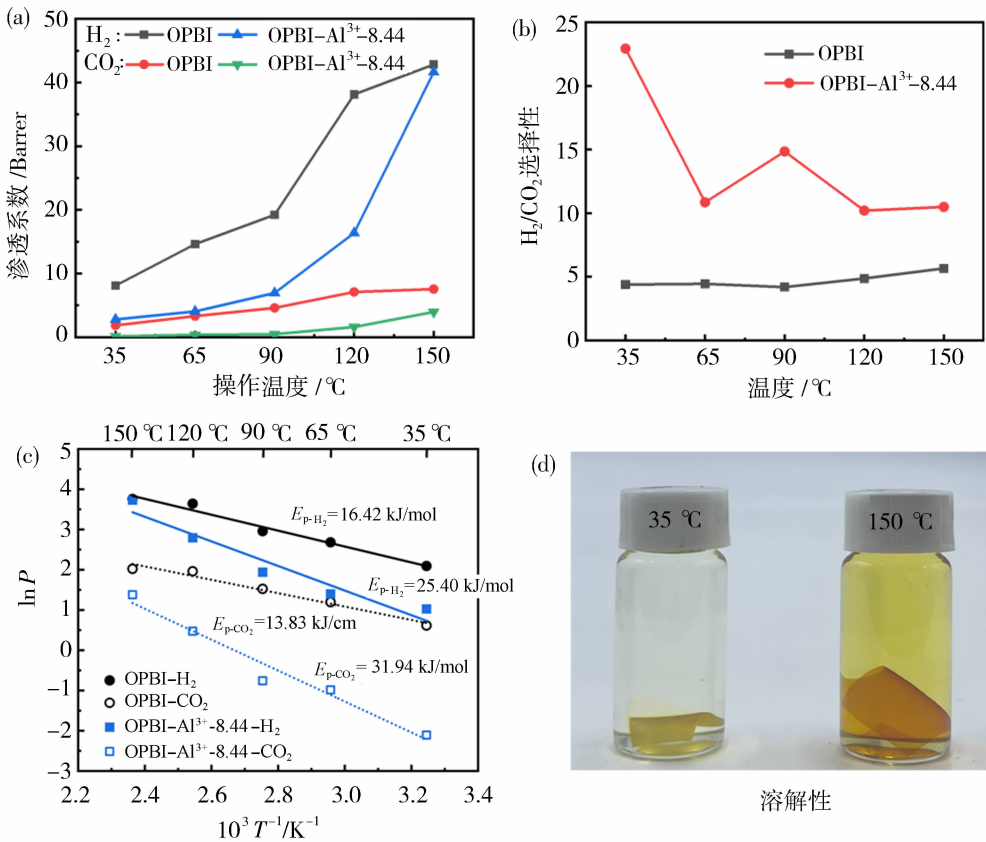 (a)
H₂: OPBI OPBI–Al³⁺–8.44
CO₂: OPBI OPBI–Al³⁺–8.44
50
40
30
20
10
0
渗透系数/Barrer
35 65 90 120 150
操作温度/℃
(b)
OPBI
OPBI–Al³⁺–8.44
25
20
15
10
5
0
H₂/CO₂选择性
35 65 90 120 150
温度/℃
(c)
150 ℃ 120 ℃ 90 ℃ 65 ℃ 35 ℃
5
4
3
2
1
0
−1
−2
−3
lnP
Eₚ₋H₂=16.42 kJ/mol
Eₚ₋H₂=25.40 kJ/mol
Eₚ₋CO₂=13.83 kJ/cm
Eₚ₋CO₂=31.94 kJ/mol
OPBI–H₂
OPBI–CO₂
OPBI–Al³⁺-8.44–H₂
OPBI–Al³⁺-8.44–CO₂
2.2 2.4 2.6 2.8 3.0 3.2 3.4
10³ T⁻¹/K⁻¹
(d)
35 ℃
150 ℃
溶解性